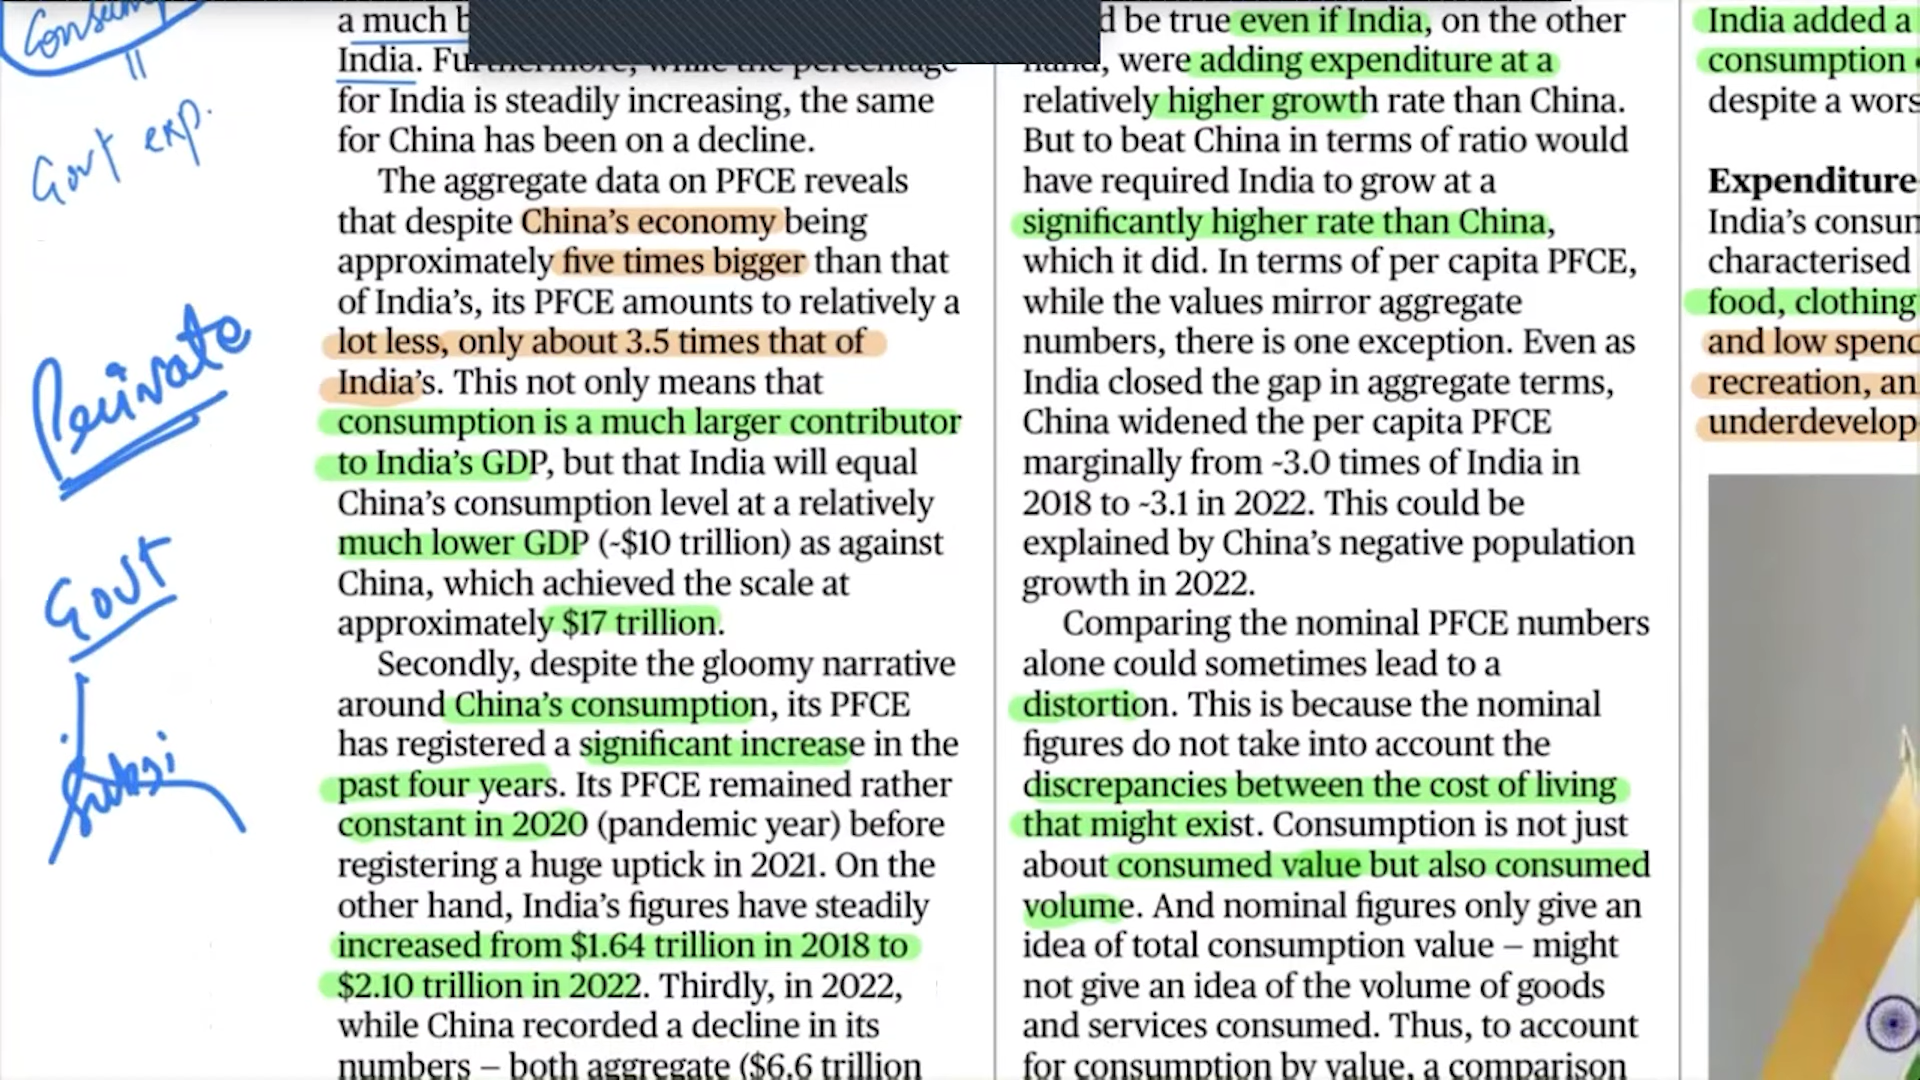 Consump
||
Govt exp.
Private
Govt
a much b
India. Furthermore, while the percentage
for India is steadily increasing, the same
for China has been on a decline.
The aggregate data on PFCE reveals
that despite China’s economy being
approximately five times bigger than that
of India’s, its PFCE amounts to relatively a
lot less, only about 3.5 times that of
India’s. This not only means that
consumption is a much larger contributor
to India’s GDP, but that India will equal
China’s consumption level at a relatively
much lower GDP (~$10 trillion) as against
China, which achieved the scale at
approximately $17 trillion.
Secondly, despite the gloomy narrative
around China’s consumption, its PFCE
has registered a significant increase in the
past four years. Its PFCE remained rather
constant in 2020 (pandemic year) before
registering a huge uptick in 2021. On the
other hand, India’s figures have steadily
increased from $1.64 trillion in 2018 to
$2.10 trillion in 2022. Thirdly, in 2022,
while China recorded a decline in its
numbers — both aggregate ($6.6 trillion
d be true even if India, on the other
hand, were adding expenditure at a
relatively higher growth rate than China.
But to beat China in terms of ratio would
have required India to grow at a
significantly higher rate than China,
which it did. In terms of per capita PFCE,
while the values mirror aggregate
numbers, there is one exception. Even as
India closed the gap in aggregate terms,
China widened the per capita PFCE
marginally from ~3.0 times of India in
2018 to ~3.1 in 2022. This could be
explained by China’s negative population
growth in 2022.
Comparing the nominal PFCE numbers
alone could sometimes lead to a
distortion. This is because the nominal
figures do not take into account the
discrepancies between the cost of living
that might exist. Consumption is not just
about consumed value but also consumed
volume. And nominal figures only give an
idea of total consumption value — might
not give an idea of the volume of goods
and services consumed. Thus, to account
for consumption by value, a comparison
India added a
consumption
despite a wors
Expenditure
India’s consum
characterised
food, clothing
and low spend
recreation, an
underdevelop